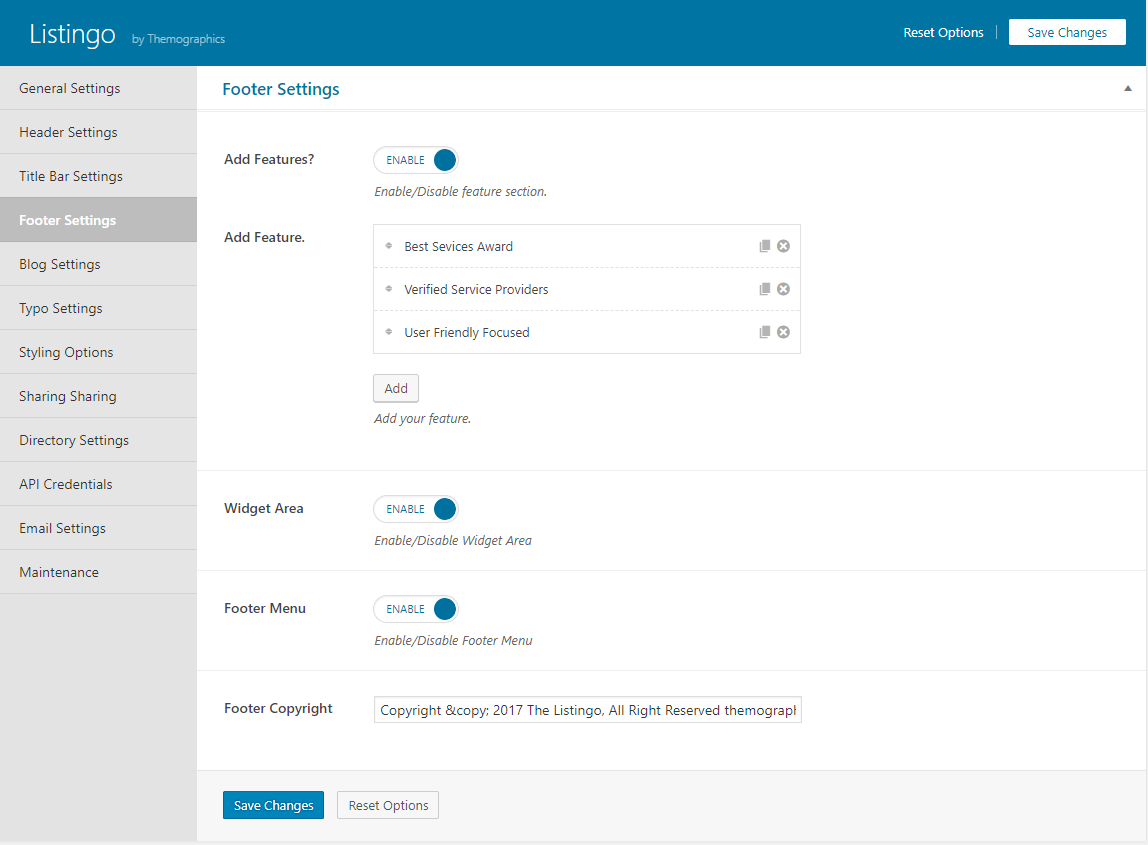 Listingo by Themographics
Reset Options
Save Changes
General Settings
Header Settings
Title Bar Settings
Footer Settings
Blog Settings
Typo Settings
Styling Options
Sharing Sharing
Directory Settings
API Credentials
Email Settings
Maintenance
Footer Settings
Add Features?
ENABLE
Enable/Disable feature section.
Add Feature.
Best Sevices Award
Verified Service Providers
User Friendly Focused
Add
Add your feature.
Widget Area
ENABLE
Enable/Disable Widget Area
Footer Menu
ENABLE
Enable/Disable Footer Menu
Footer Copyright
Copyright &copy; 2017 The Listingo, All Right Reserved themograph
Save Changes
Reset Options